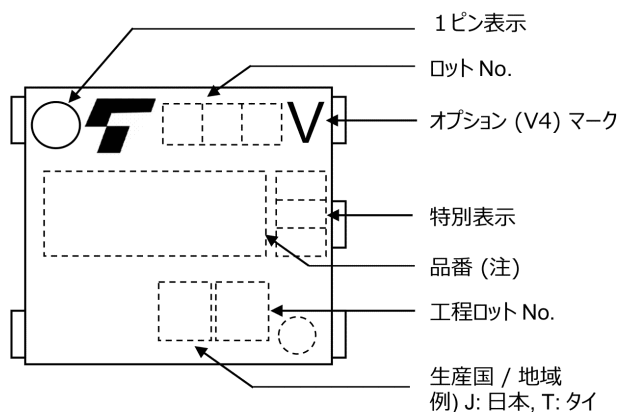 1ピン表示
ロット No.
V
オプション (V4) マーク
特別表示
品番 (注)
工程ロット No.
生産国 / 地域
例) J: 日本, T: タイ